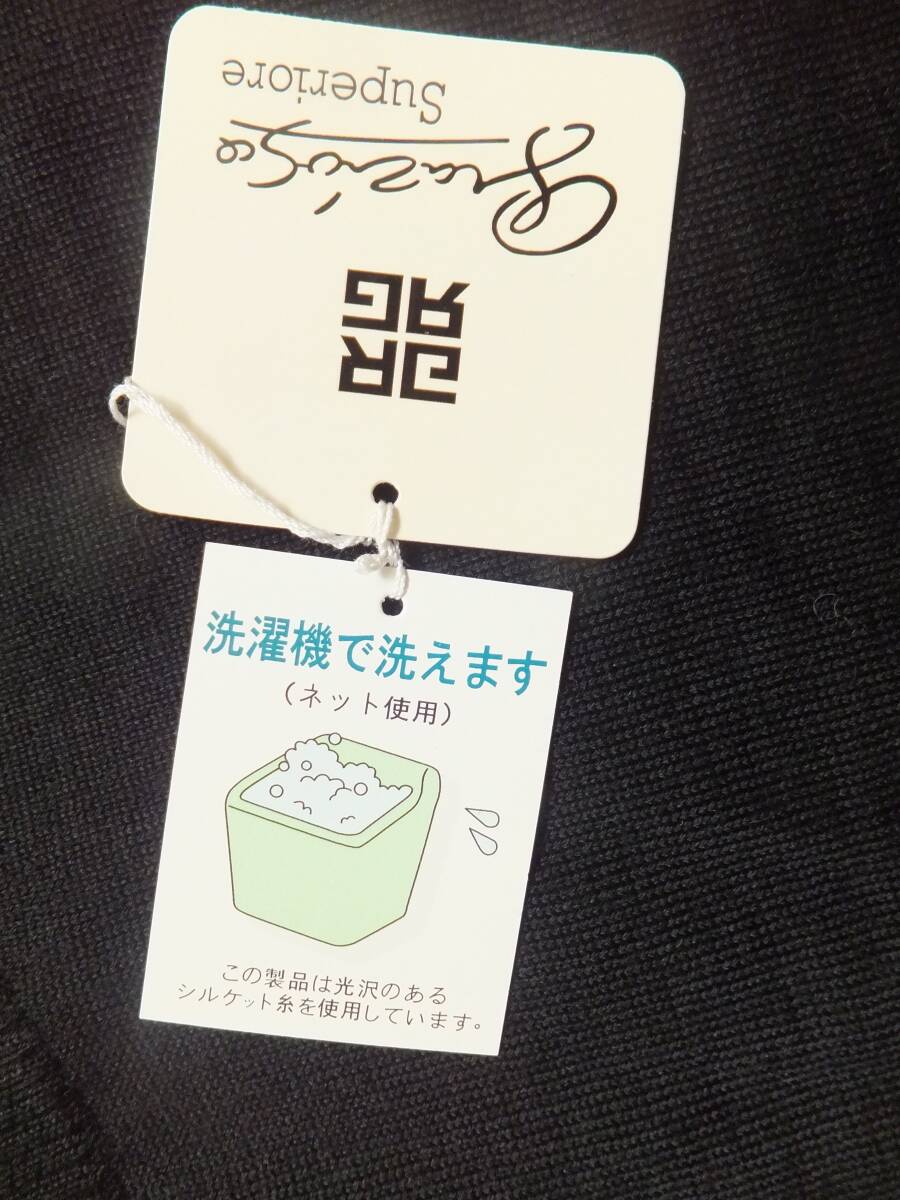 Grazioso
Superiore
洗濯機で洗えます
(ネット使用)
この製品は光沢のある
シルケット糸を使用しています。